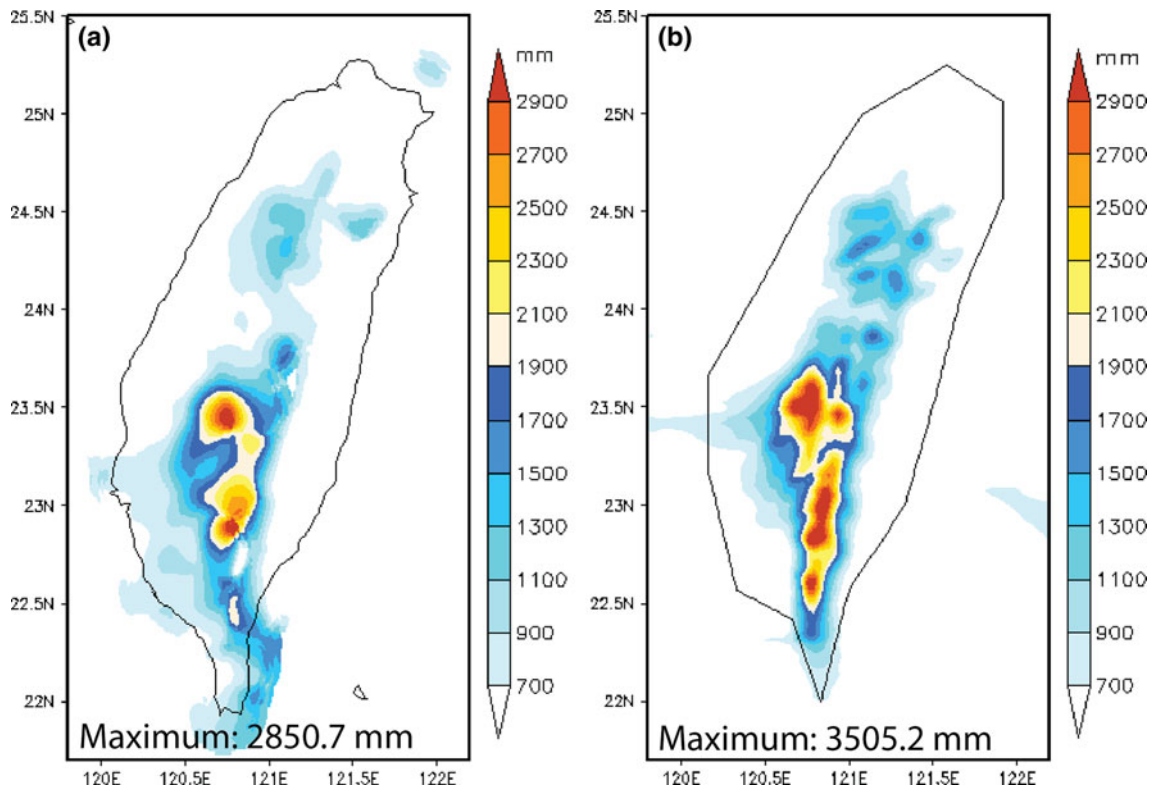 (a)
25.5N
25N
24.5N
24N
23.5N
23N
22.5N
22N
120E 120.5E 121E 121.5E 122E
Maximum: 2850.7 mm
mm
2900
2700
2500
2300
2100
1900
1700
1500
1300
1100
900
700
(b)
25.5N
25N
24.5N
24N
23.5N
23N
22.5N
22N
120E 120.5E 121E 121.5E 122E
Maximum: 3505.2 mm
mm
2900
2700
2500
2300
2100
1900
1700
1500
1300
1100
900
700